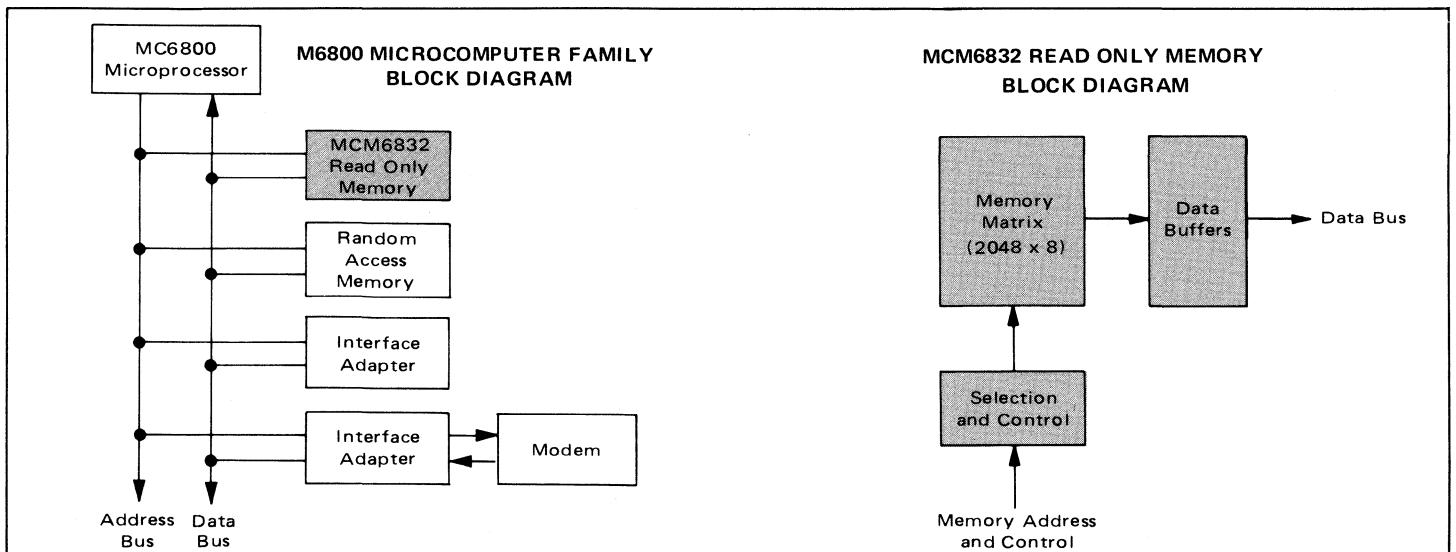 MC6800
Microprocessor
M6800 MICROCOMPUTER FAMILY
BLOCK DIAGRAM
MCM6832
Read Only
Memory
Random
Access
Memory
Interface
Adapter
Interface
Adapter
Modem
Address
Bus
Data
Bus
MCM6832 READ ONLY MEMORY
BLOCK DIAGRAM
Memory
Matrix
(2048 x 8)
Data
Buffers
Data Bus
Selection
and Control
Memory Address
and Control